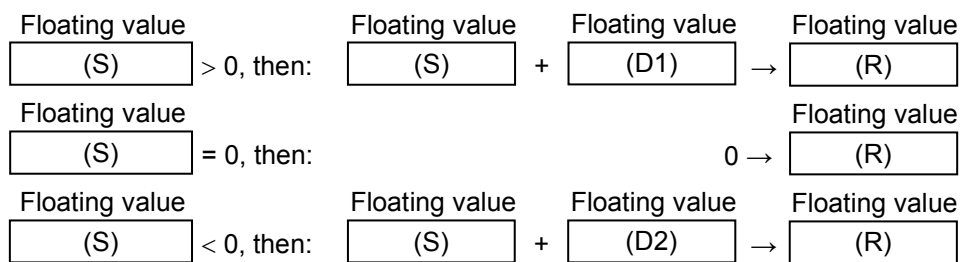 Floating value Floating value Floating value Floating value
(S) > 0, then: (S) + (D1) → (R)
Floating value Floating value
(S) = 0, then: 0 → (R)
Floating value Floating value Floating value Floating value
(S) < 0, then: (S) + (D2) → (R)